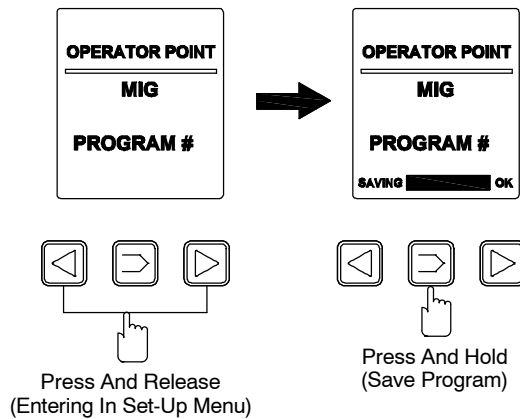 OPERATOR POINT
MIG
PROGRAM #
Press And Release
(Entering In Set-Up Menu)
OPERATOR POINT
MIG
PROGRAM #
SAVING OK
Press And Hold
(Save Program)